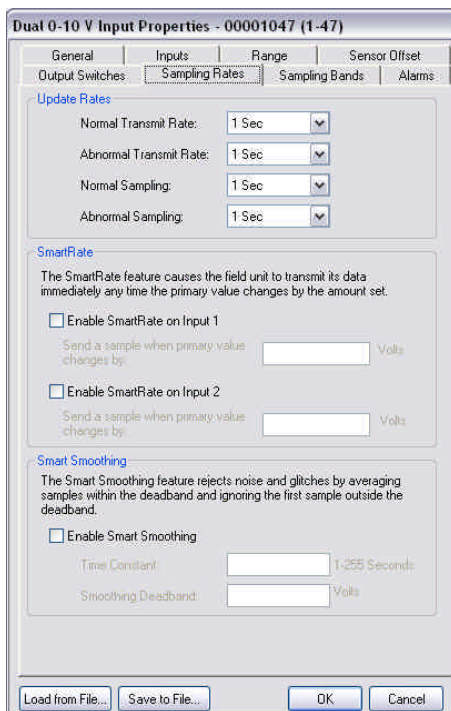 Dual 0-10 V Input Properties - 00001047 (1-47)
General Inputs Range Sensor Offset
Output Switches Sampling Rates Sampling Bands Alarms
Update Rates
Normal Transmit Rate: 1 Sec
Abnormal Transmit Rate: 1 Sec
Normal Sampling: 1 Sec
Abnormal Sampling: 1 Sec
SmartRate
The SmartRate feature causes the field unit to transmit its data
immediately any time the primary value changes by the amount set.
Enable SmartRate on Input 1
Send a sample when primary value
changes by: Volts
Enable SmartRate on Input 2
Send a sample when primary value
changes by: Volts
Smart Smoothing
The Smart Smoothing feature rejects noise and glitches by averaging
samples within the deadband and ignoring the first sample outside the
deadband.
Enable Smart Smoothing
Time Constant: 1-255 Seconds
Smoothing Deadband: Volts
Load from File... Save to File... OK Cancel